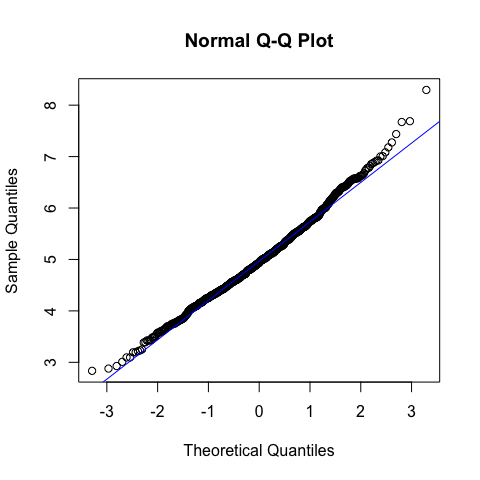 Normal Q-Q Plot
8
7
6
5
4
3
Sample Quantiles
-3 -2 -1 0 1 2 3
Theoretical Quantiles